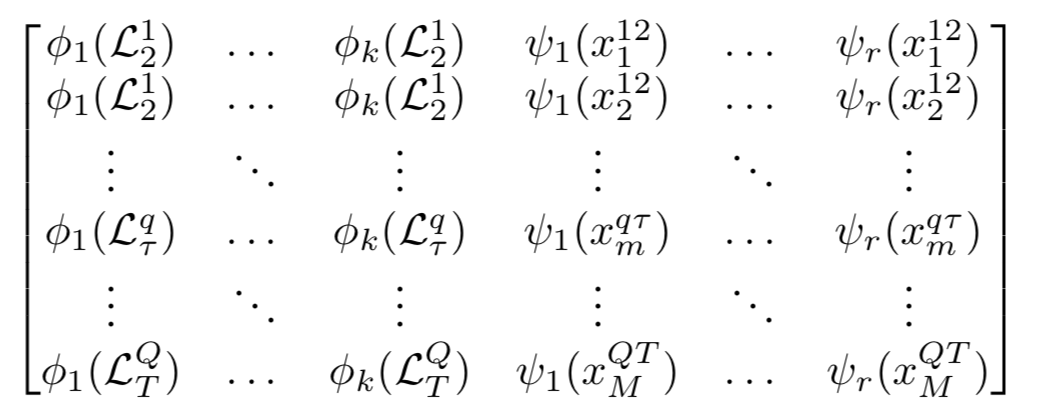 ϕ₁(𝓛₂¹) … ϕₖ(𝓛₂¹) ψ₁(x₁¹²) … ψᵣ(x₁¹²)
ϕ₁(𝓛₂¹) … ϕₖ(𝓛₂¹) ψ₁(x₂¹²) … ψᵣ(x₂¹²)
⋮ ⋱ ⋮ ⋮ ⋱ ⋮
ϕ₁(𝓛_τ^q) … ϕₖ(𝓛_τ^q) ψ₁(x_m^{qτ}) … ψᵣ(x_m^{qτ})
⋮ ⋱ ⋮ ⋮ ⋱ ⋮
ϕ₁(𝓛_T^Q) … ϕₖ(𝓛_T^Q) ψ₁(x_M^{QT}) … ψᵣ(x_M^{QT})